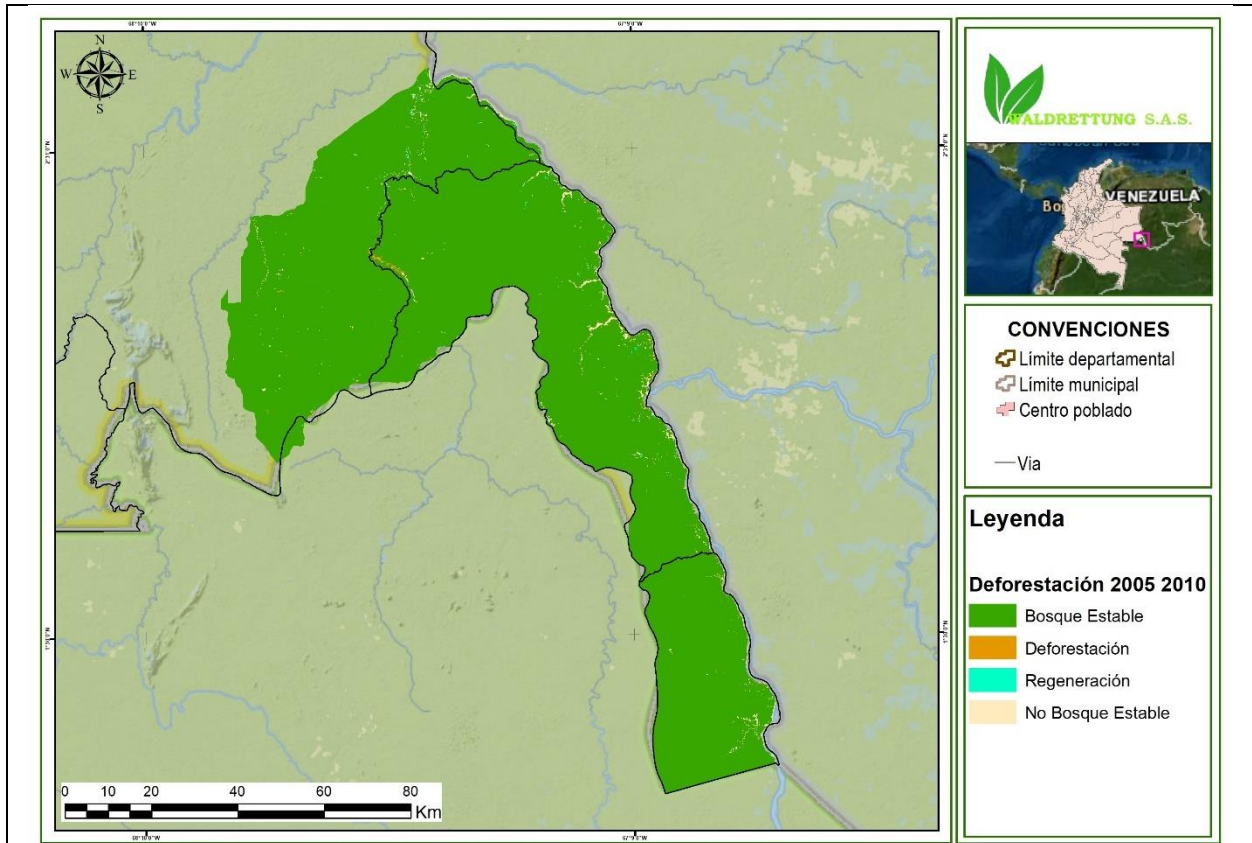 N
W E
S
0 10 20 40 60 80
Km
WALDRETTUNG S.A.S.
VENEZUELA
CONVENCIONES
Límite departamental
Límite municipal
Centro poblado
Via
Leyenda
Deforestación 2005 2010
Bosque Estable
Deforestación
Regeneración
No Bosque Estable